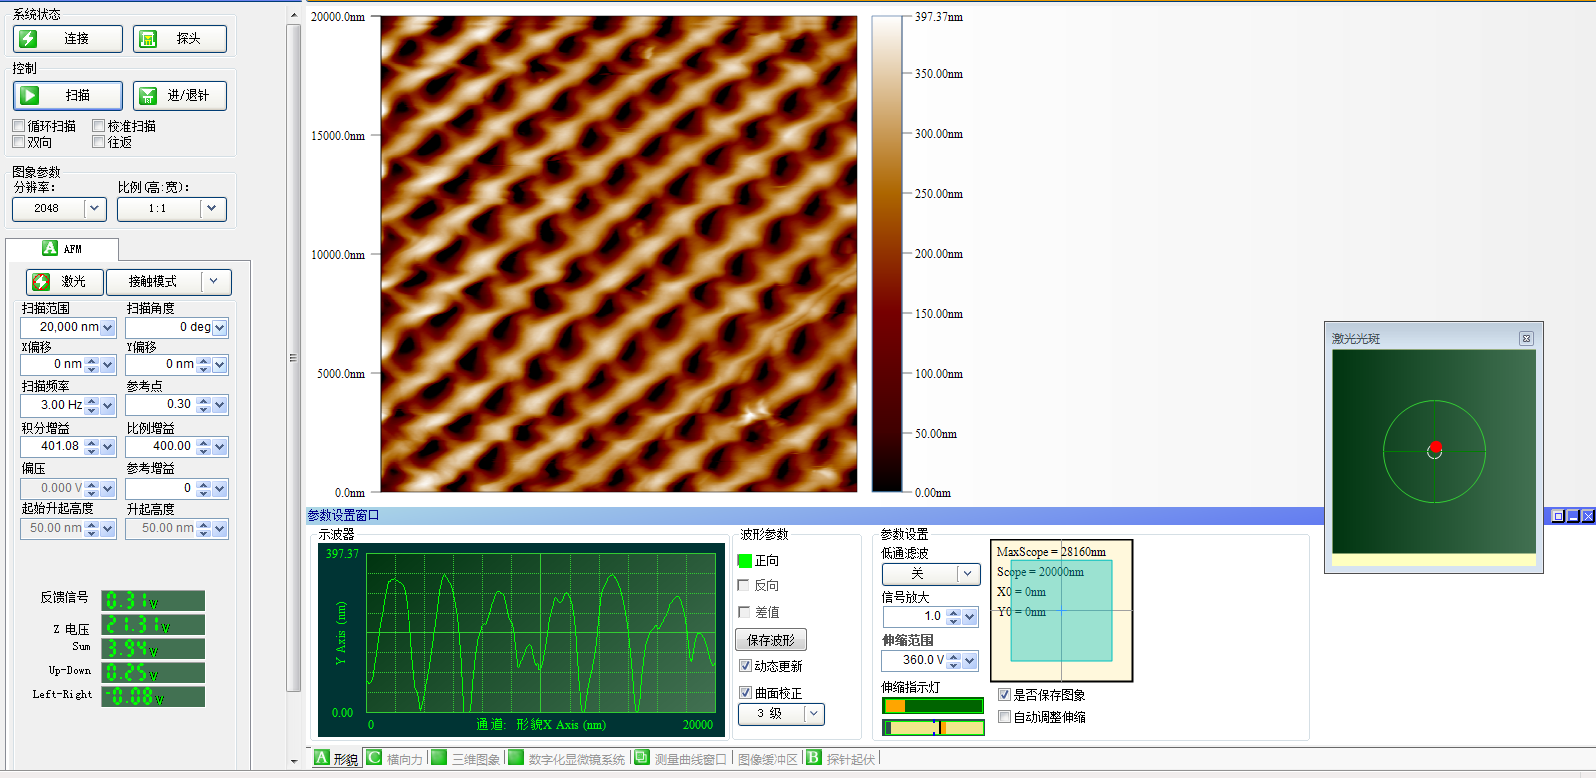 系统状态
连接 探头
控制
扫描 进/退针
循环扫描 校准扫描
双向 往返
图象参数
分辨率: 比例(高:宽):
2048 1:1
A AFM
激光 接触模式
扫描范围 扫描角度
20,000 nm 0 deg
X偏移 Y偏移
0 nm 0 nm
扫描频率 参考点
3.00 Hz 0.30
积分增益 比例增益
401.08 400.00
偏压 参考增益
0.000 V 0
起始升起高度 升起高度
50.00 nm 50.00 nm
反馈信号 0.31 V
Z 电压 21.31 V
Sum 3.94 V
Up-Down 0.25 V
Left-Right -0.08 V
20000.0nm
15000.0nm
10000.0nm
5000.0nm
0.0nm
397.37nm
350.00nm
300.00nm
250.00nm
200.00nm
150.00nm
100.00nm
50.00nm
0.00nm
激光光斑
参数设置窗口
示波器
397.37
Y Axis (nm)
0.00
0 通道: 形貌X Axis (nm) 20000
波形参数
正向
反向
差值
保存波形
动态更新
曲面校正
3 级
参数设置
低通滤波
关
信号放大
1.0
伸缩范围
360.0 V
伸缩指示灯
MaxScope = 28160nm
Scope = 20000nm
X0 = 0nm
Y0 = 0nm
是否保存图象
自动调整伸缩
A 形貌 C 横向力 三维图象 数字化显微镜系统 测量曲线窗口 图像缓冲区 B 探针起伏